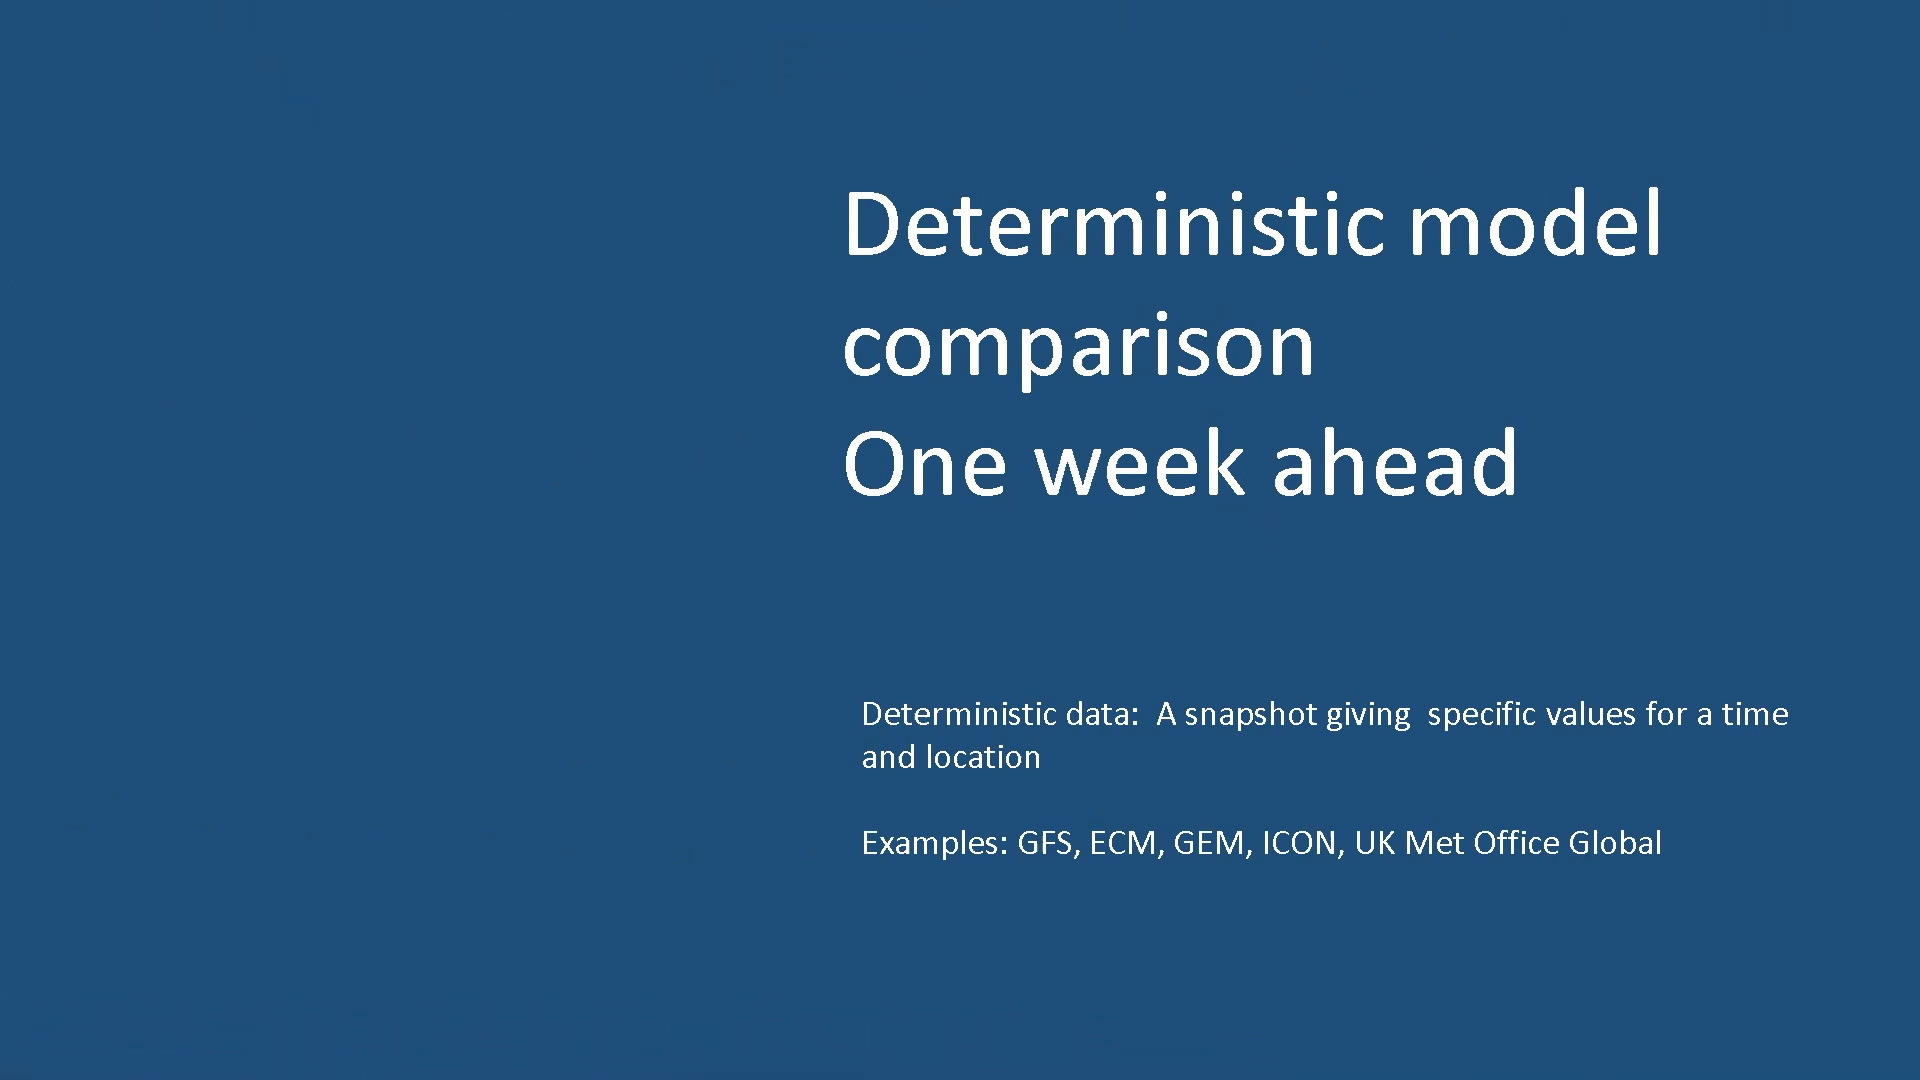 Deterministic model
comparison
One week ahead
Deterministic data:  A snapshot giving  specific values for a time
and location
Examples: GFS, ECM, GEM, ICON, UK Met Office Global